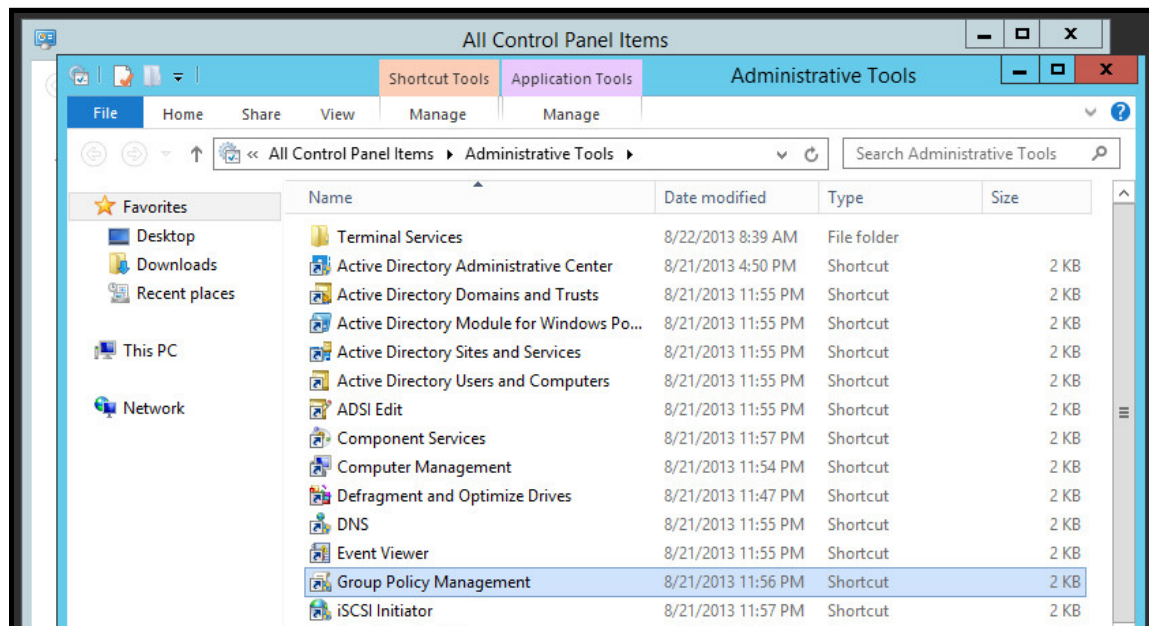 All Control Panel Items
Shortcut Tools Application Tools Administrative Tools
File Home Share View Manage Manage
« All Control Panel Items Administrative Tools Search Administrative Tools
Name Date modified Type Size
Favorites
Desktop
Downloads
Recent places
This PC
Network
Terminal Services 8/22/2013 8:39 AM File folder
Active Directory Administrative Center 8/21/2013 4:50 PM Shortcut 2 KB
Active Directory Domains and Trusts 8/21/2013 11:55 PM Shortcut 2 KB
Active Directory Module for Windows Po... 8/21/2013 11:55 PM Shortcut 2 KB
Active Directory Sites and Services 8/21/2013 11:55 PM Shortcut 2 KB
Active Directory Users and Computers 8/21/2013 11:55 PM Shortcut 2 KB
ADSI Edit 8/21/2013 11:55 PM Shortcut 2 KB
Component Services 8/21/2013 11:57 PM Shortcut 2 KB
Computer Management 8/21/2013 11:54 PM Shortcut 2 KB
Defragment and Optimize Drives 8/21/2013 11:47 PM Shortcut 2 KB
DNS 8/21/2013 11:55 PM Shortcut 2 KB
Event Viewer 8/21/2013 11:55 PM Shortcut 2 KB
Group Policy Management 8/21/2013 11:56 PM Shortcut 2 KB
iSCSI Initiator 8/21/2013 11:57 PM Shortcut 2 KB